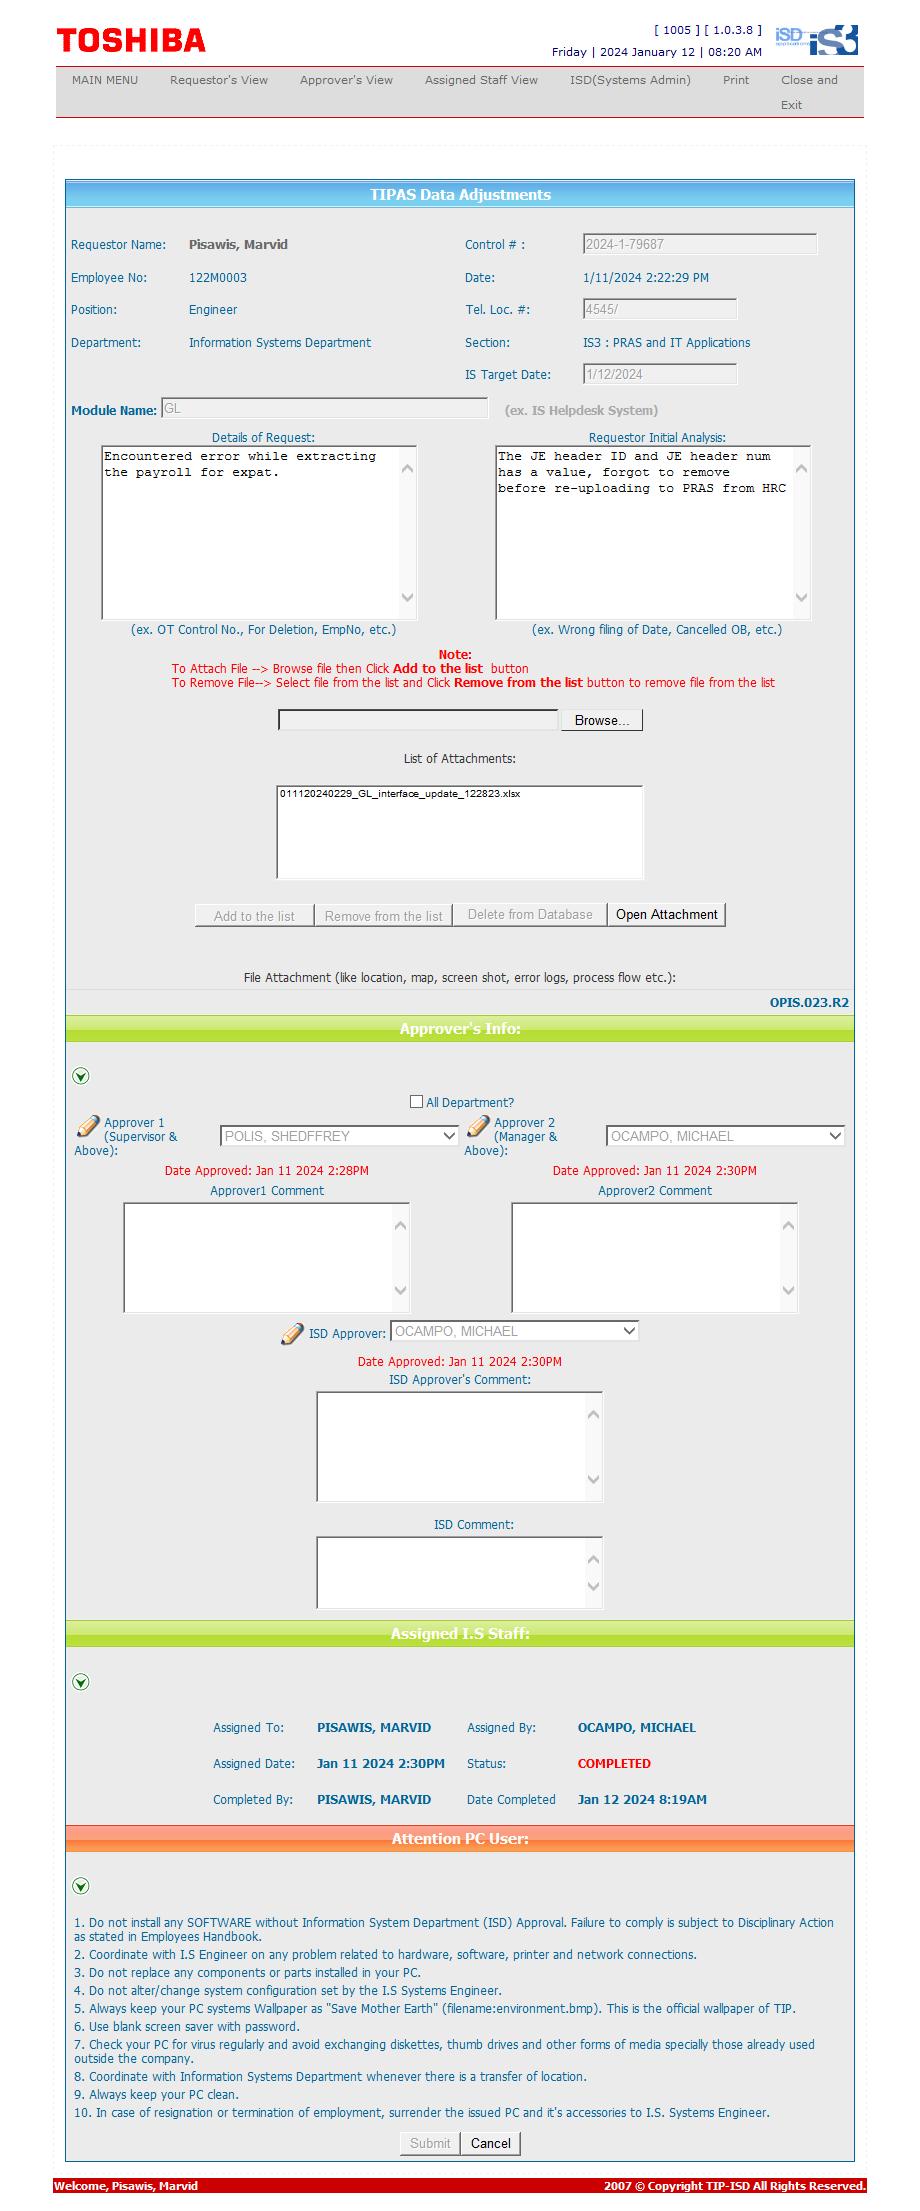 TOSHIBA
[ 1005 ] [ 1.0.3.8 ]
Friday | 2024 January 12 | 08:20 AM
ISD iS3
MAIN MENU Requestor's View Approver's View Assigned Staff View ISD(Systems Admin) Print Close and Exit
TIPAS Data Adjustments
Requestor Name: Pisawis, Marvid Control # : 2024-1-79687
Employee No: 122M0003 Date: 1/11/2024 2:22:29 PM
Position: Engineer Tel. Loc. #: 4545/
Department: Information Systems Department Section: IS3 : PRAS and IT Applications
IS Target Date: 1/12/2024
Module Name: GL (ex. IS Helpdesk System)
Details of Request: Requestor Initial Analysis:
Encountered error while extracting
the payroll for expat.
The JE header ID and JE header num
has a value, forgot to remove
before re-uploading to PRAS from HRC
(ex. OT Control No., For Deletion, EmpNo, etc.) (ex. Wrong filing of Date, Cancelled OB, etc.)
Note:
To Attach File --> Browse file then Click Add to the list button
To Remove File--> Select file from the list and Click Remove from the list button to remove file from the list
Browse...
List of Attachments:
011120240229_GL_interface_update_122823.xlsx
Add to the list Remove from the list Delete from Database Open Attachment
File Attachment (like location, map, screen shot, error logs, process flow etc.):
OPIS.023.R2
Approver's Info:
All Department?
Approver 1
(Supervisor &
Above):
POLIS, SHEDFFREY
Approver 2
(Manager &
Above):
OCAMPO, MICHAEL
Date Approved: Jan 11 2024 2:28PM Date Approved: Jan 11 2024 2:30PM
Approver1 Comment Approver2 Comment
ISD Approver: OCAMPO, MICHAEL
Date Approved: Jan 11 2024 2:30PM
ISD Approver's Comment:
ISD Comment:
Assigned I.S Staff:
Assigned To: PISAWIS, MARVID Assigned By: OCAMPO, MICHAEL
Assigned Date: Jan 11 2024 2:30PM Status: COMPLETED
Completed By: PISAWIS, MARVID Date Completed Jan 12 2024 8:19AM
Attention PC User:
1. Do not install any SOFTWARE without Information System Department (ISD) Approval. Failure to comply is subject to Disciplinary Action
as stated in Employees Handbook.
2. Coordinate with I.S Engineer on any problem related to hardware, software, printer and network connections.
3. Do not replace any components or parts installed in your PC.
4. Do not alter/change system configuration set by the I.S Systems Engineer.
5. Always keep your PC systems Wallpaper as "Save Mother Earth" (filename:environment.bmp). This is the official wallpaper of TIP.
6. Use blank screen saver with password.
7. Check your PC for virus regularly and avoid exchanging diskettes, thumb drives and other forms of media specially those already used
outside the company.
8. Coordinate with Information Systems Department whenever there is a transfer of location.
9. Always keep your PC clean.
10. In case of resignation or termination of employment, surrender the issued PC and it's accessories to I.S. Systems Engineer.
Submit Cancel
Welcome, Pisawis, Marvid 2007 © Copyright TIP-ISD All Rights Reserved.